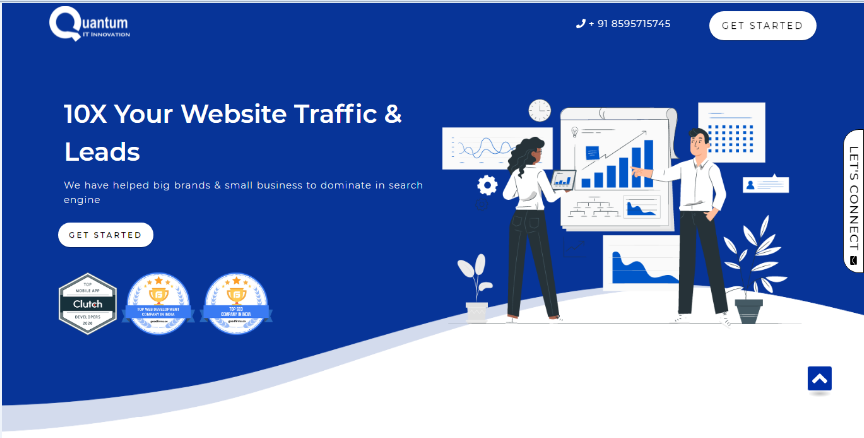 Quantum
IT INNOVATION
+ 91 8595715745
GET STARTED
10X Your Website Traffic &
Leads
We have helped big brands & small business to dominate in search
engine
GET STARTED
TOP
MOBILE APP
Clutch
DEVELOPERS
2020
TOP WEB DEVELOPMENT
COMPANY IN INDIA
TOP SEO
COMPANY IN INDIA
LET'S CONNECT